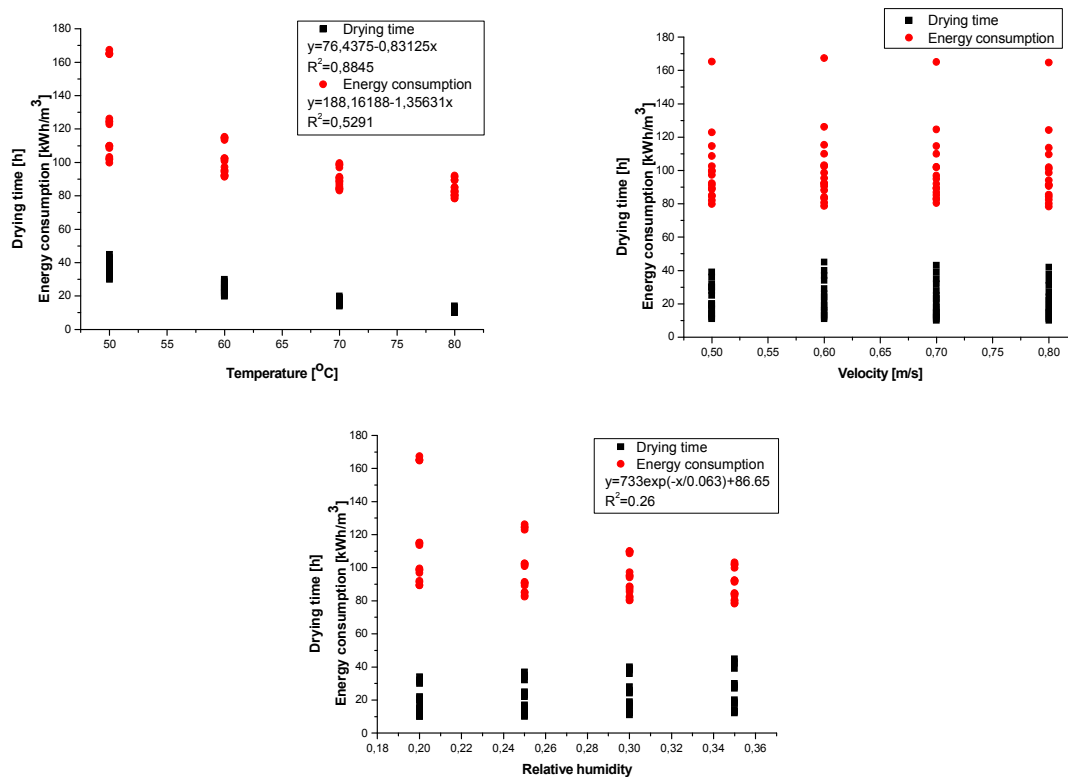 Drying time
y=76,4375-0,83125x
R²=0,8845
Energy consumption
y=188,16188-1,35631x
R²=0,5291
Drying time [h]
Energy consumption [kWh/m³]
180
160
140
120
100
80
60
40
20
0
50 55 60 65 70 75 80
Temperature [°C]
Drying time
Energy consumption
Drying time [h]
Energy consumption [kWh/m³]
180
160
140
120
100
80
60
40
20
0
0,50 0,55 0,60 0,65 0,70 0,75 0,80
Velocity [m/s]
Drying time
Energy consumption
y=733exp(-x/0.063)+86.65
R²=0.26
Drying time [h]
Energy consumption [kWh/m³]
180
160
140
120
100
80
60
40
20
0
0,18 0,20 0,22 0,24 0,26 0,28 0,30 0,32 0,34 0,36
Relative humidity